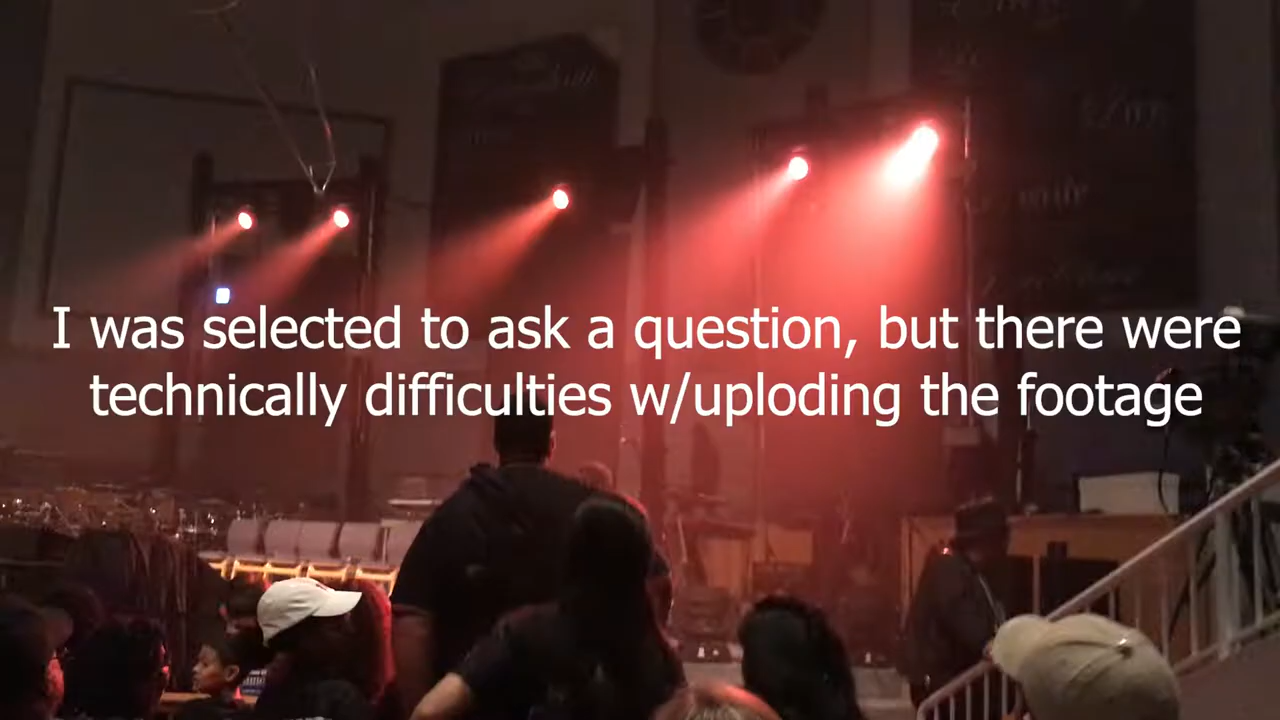 I was selected to ask a question, but there were
technically difficulties w/uploding the footage